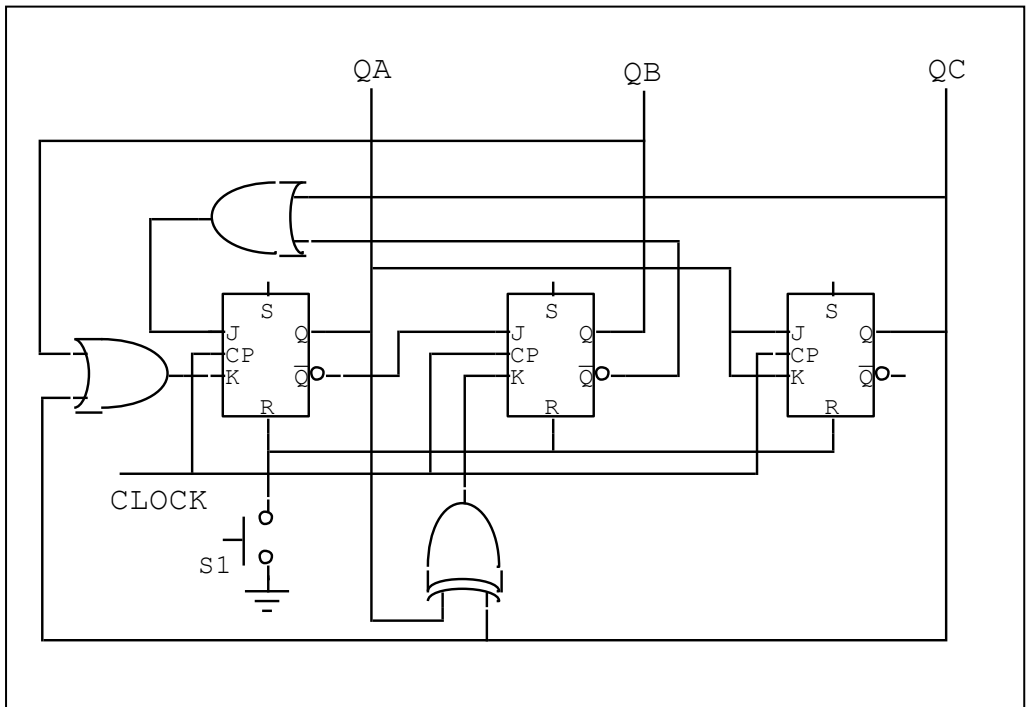 QA QB QC
S S S
J Q J Q J Q
CP CP CP
K Q̅ K Q̅ K Q̅
R R R
CLOCK
S1